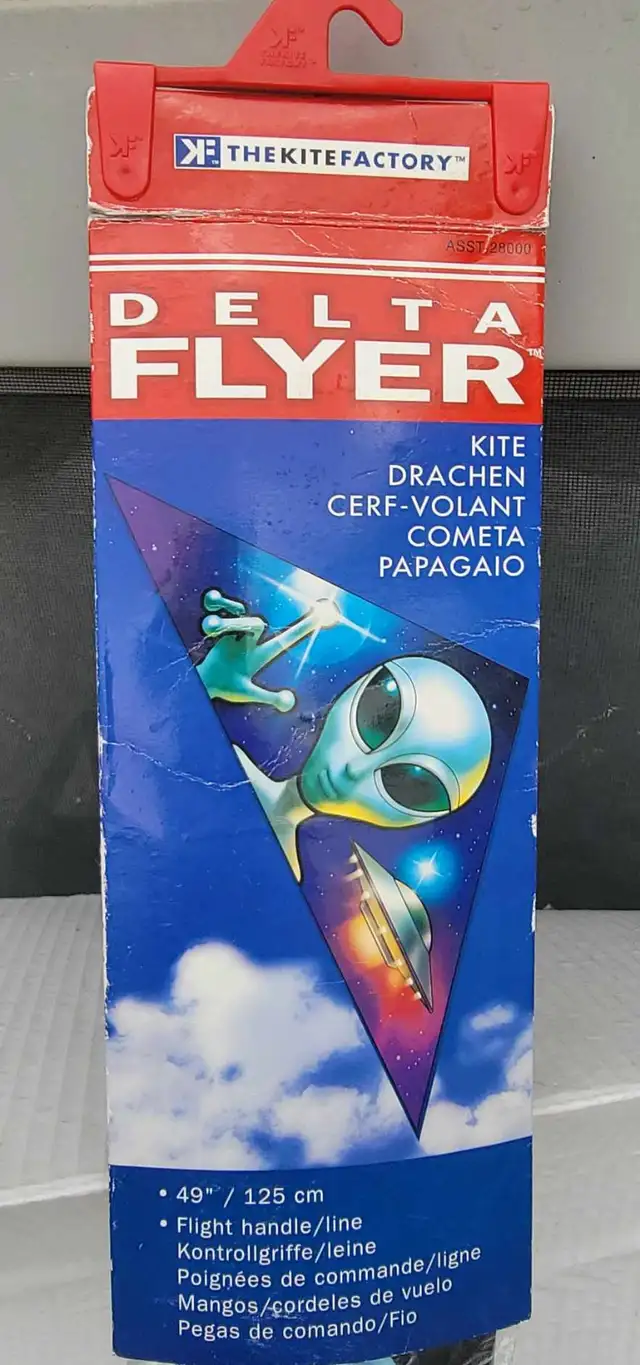 KF THEKITEFACTORY™
ASST 28000
DELTA
FLYER™
KITE
DRACHEN
CERF-VOLANT
COMETA
PAPAGAIO
• 49" / 125 cm
• Flight handle/line
Kontrollgriffe/leine
Poignées de commande/ligne
Mangos/cordeles de vuelo
Pegas de comando/Fio